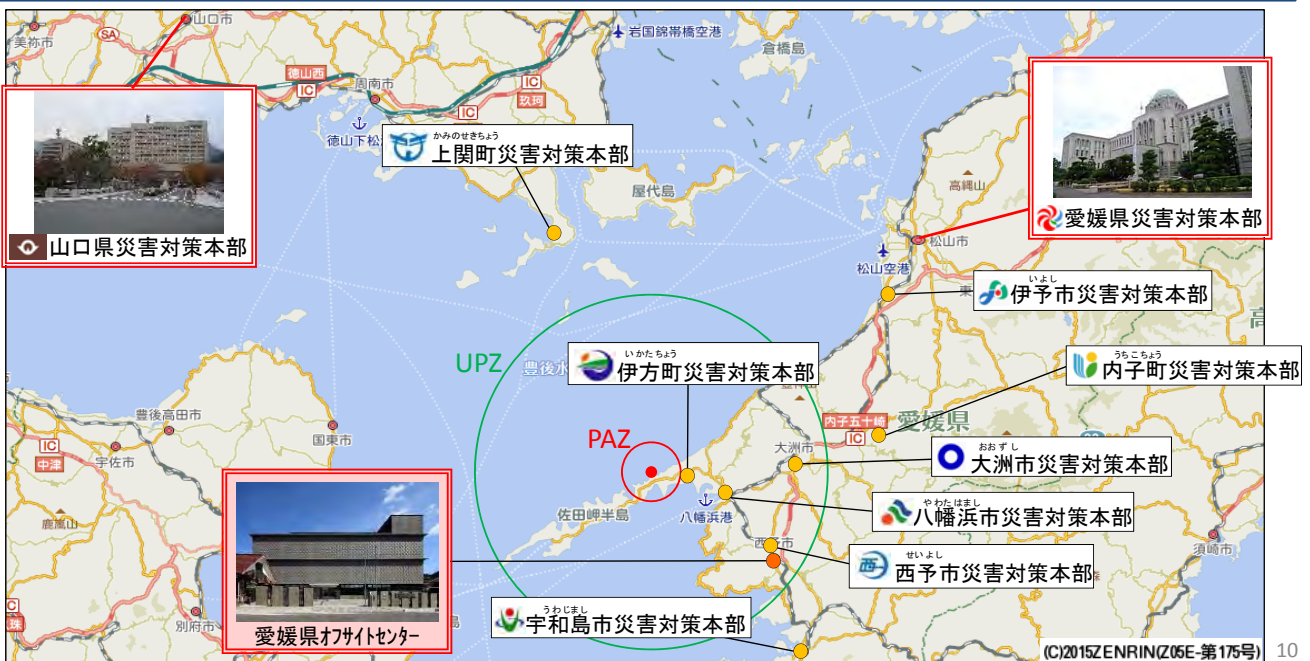 山口市
美祢市
SA
岩国錦帯橋空港
倉橋島
徳山西
IC
周南市
IC
玖珂
IC
徳山下松
かみのせきちょう
上関町災害対策本部
山口県災害対策本部
屋代島
高縄山
愛媛県災害対策本部
松山市
松山空港
東
いよし
伊予市災害対策本部
UPZ
豊後水
いかたちょう
伊方町災害対策本部
うちこちょう
内子町災害対策本部
豊後高田市
国東市
IC
中津
宇佐市
PAZ
内子五十崎
IC
愛媛県
大洲市
おおずし
大洲市災害対策本部
佐田岬半島
八幡浜港
やわたはまし
八幡浜市災害対策本部
鹿嵐山
西予市
せいよし
西予市災害対策本部
須崎市
別府市
島
愛媛県オフサイトセンター
うわじまし
宇和島市災害対策本部
(C)2015ZENRIN(Z05E-第175号)
10